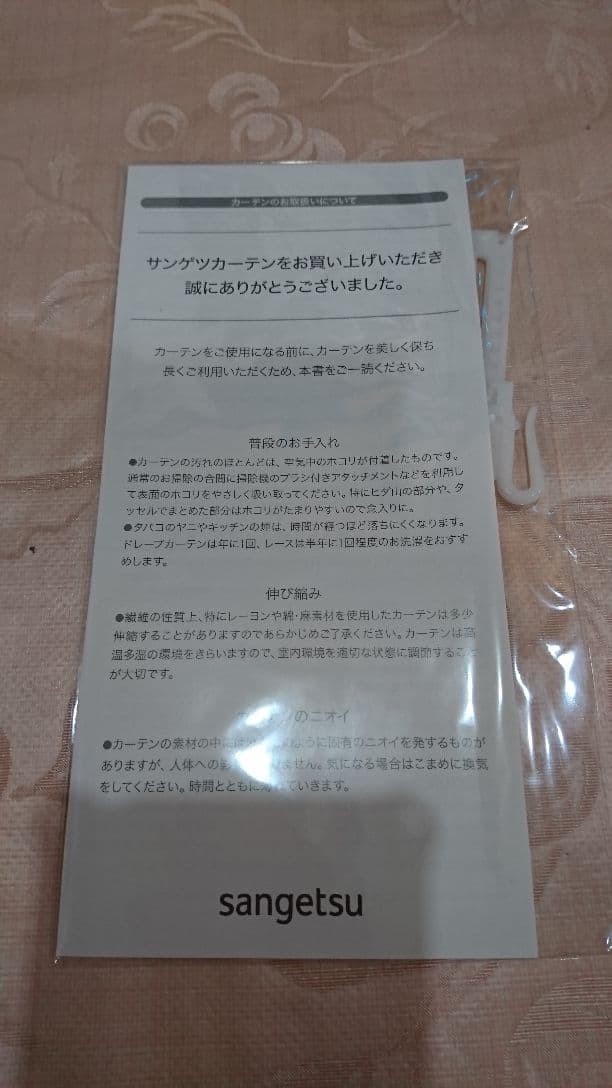 カーテンのお取扱いについて
サンゲツカーテンをお買い上げいただき
誠にありがとうございました。
カーテンをご使用になる前に、カーテンを美しく保ち
長くご利用いただくため、本書をご一読ください。
普段のお手入れ
●カーテンの汚れのほとんどは、空気中のホコリが付着したものです。
通常のお掃除の合間に掃除機のブラシ付きアタッチメントなどを利用し
て表面のホコリをやさしく吸い取ってください。特にヒダ山の部分や、タ
ッセルでまとめた部分はホコリがたまりやすいので念入りに。
●タバコのヤニやキッチンの煙は、時間が経つほど落ちにくくなります。
ドレープカーテンは年に1回、レースは半年に1回程度のお洗濯をおすす
めします。
伸び縮み
●繊維の性質上、特にレーヨンや綿・麻素材を使用したカーテンは多少
伸縮することがありますのであらかじめご了承ください。カーテンは高
温多湿の環境をきらいますので、室内環境を適切な状態に調節すること
が大切です。
のニオイ
●カーテンの素材の中には ように固有のニオイを発するものが
ありますが、人体への ません。気になる場合はこまめに換気
をしてください。時間とともに れていきます。
sangetsu